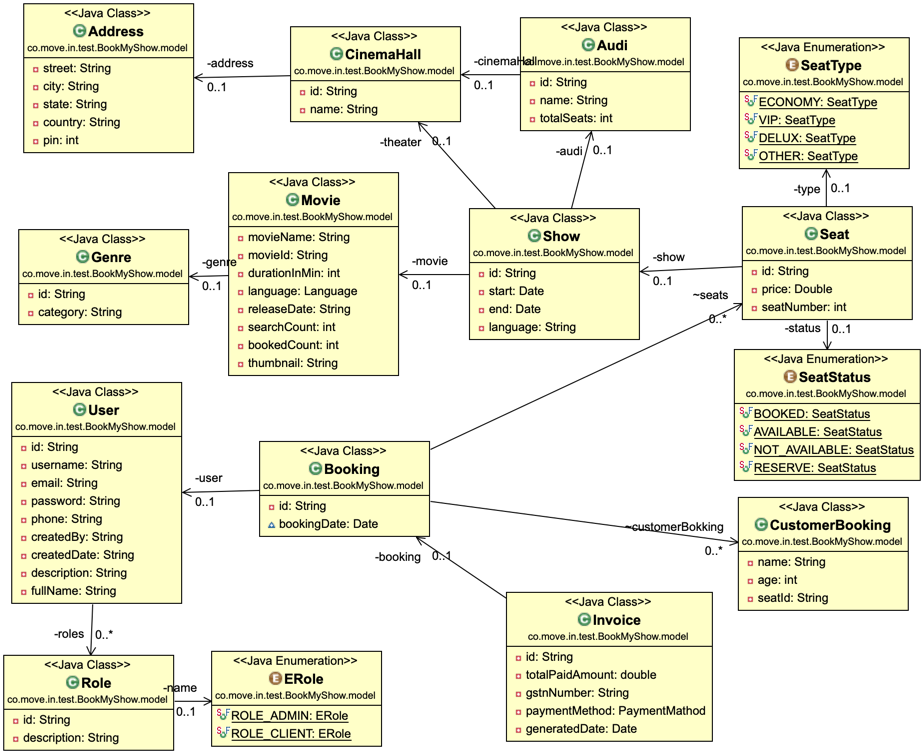 <<Java Class>>
Address
co.move.in.test.BookMyShow.model
street: String
city: String
state: String
country: String
pin: int
-address
0..1
<<Java Class>>
CinemaHall
co.move.in.test.BookMyShow.model
id: String
name: String
-cinemaHall
0..1
<<Java Class>>
Audi
co.move.in.test.BookMyShow.model
id: String
name: String
totalSeats: int
<<Java Enumeration>>
SeatType
co.move.in.test.BookMyShow.model
ECONOMY: SeatType
VIP: SeatType
DELUX: SeatType
OTHER: SeatType
-theater
0..1
-audi
0..1
-type
0..1
<<Java Class>>
Genre
co.move.in.test.BookMyShow.model
id: String
category: String
-genre
0..1
<<Java Class>>
Movie
co.move.in.test.BookMyShow.model
movieName: String
movieId: String
durationInMin: int
language: Language
releaseDate: String
searchCount: int
bookedCount: int
thumbnail: String
-movie
0..1
<<Java Class>>
Show
co.move.in.test.BookMyShow.model
id: String
start: Date
end: Date
language: String
-show
0..1
<<Java Class>>
Seat
co.move.in.test.BookMyShow.model
id: String
price: Double
seatNumber: int
~seats
0..*
-status
0..1
<<Java Enumeration>>
SeatStatus
co.move.in.test.BookMyShow.model
BOOKED: SeatStatus
AVAILABLE: SeatStatus
NOT_AVAILABLE: SeatStatus
RESERVE: SeatStatus
<<Java Class>>
User
co.move.in.test.BookMyShow.model
id: String
username: String
email: String
password: String
phone: String
createdBy: String
createdDate: String
description: String
fullName: String
-user
0..1
<<Java Class>>
Booking
co.move.in.test.BookMyShow.model
id: String
bookingDate: Date
~customerBokking
0..*
<<Java Class>>
CustomerBooking
co.move.in.test.BookMyShow.model
name: String
age: int
seatId: String
-booking
0..1
<<Java Class>>
Invoice
co.move.in.test.BookMyShow.model
id: String
totalPaidAmount: double
gstnNumber: String
paymentMethod: PaymentMathod
generatedDate: Date
-roles
0..*
<<Java Class>>
Role
co.move.in.test.BookMyShow.model
id: String
description: String
-name
0..1
<<Java Enumeration>>
ERole
co.move.in.test.BookMyShow.model
ROLE_ADMIN: ERole
ROLE_CLIENT: ERole